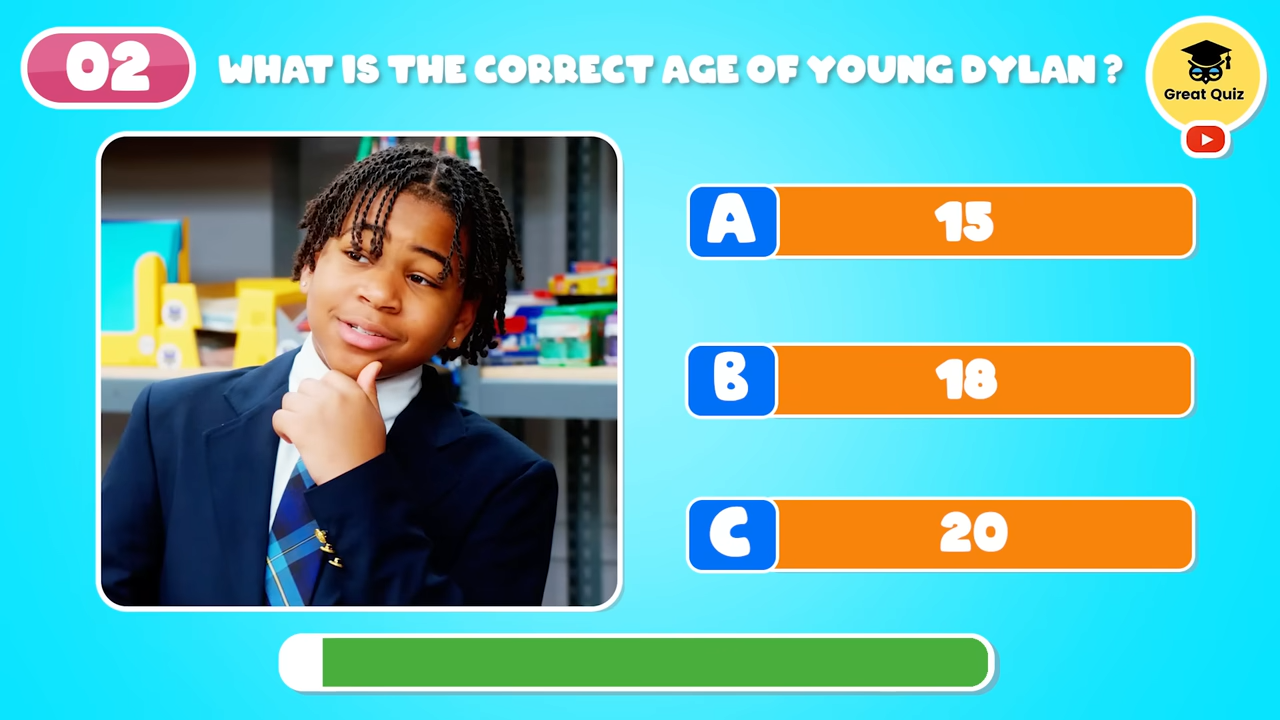 02
WHAT IS THE CORRECT AGE OF YOUNG DYLAN ?
Great Quiz
A
15
B
18
C
20